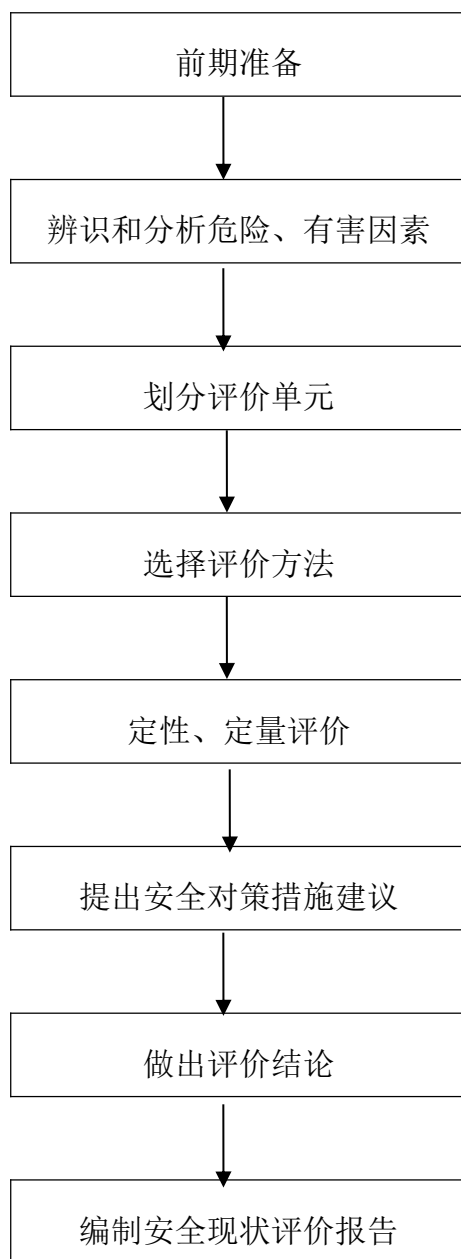 前期准备
辨识和分析危险、有害因素
划分评价单元
选择评价方法
定性、定量评价
提出安全对策措施建议
做出评价结论
编制安全现状评价报告